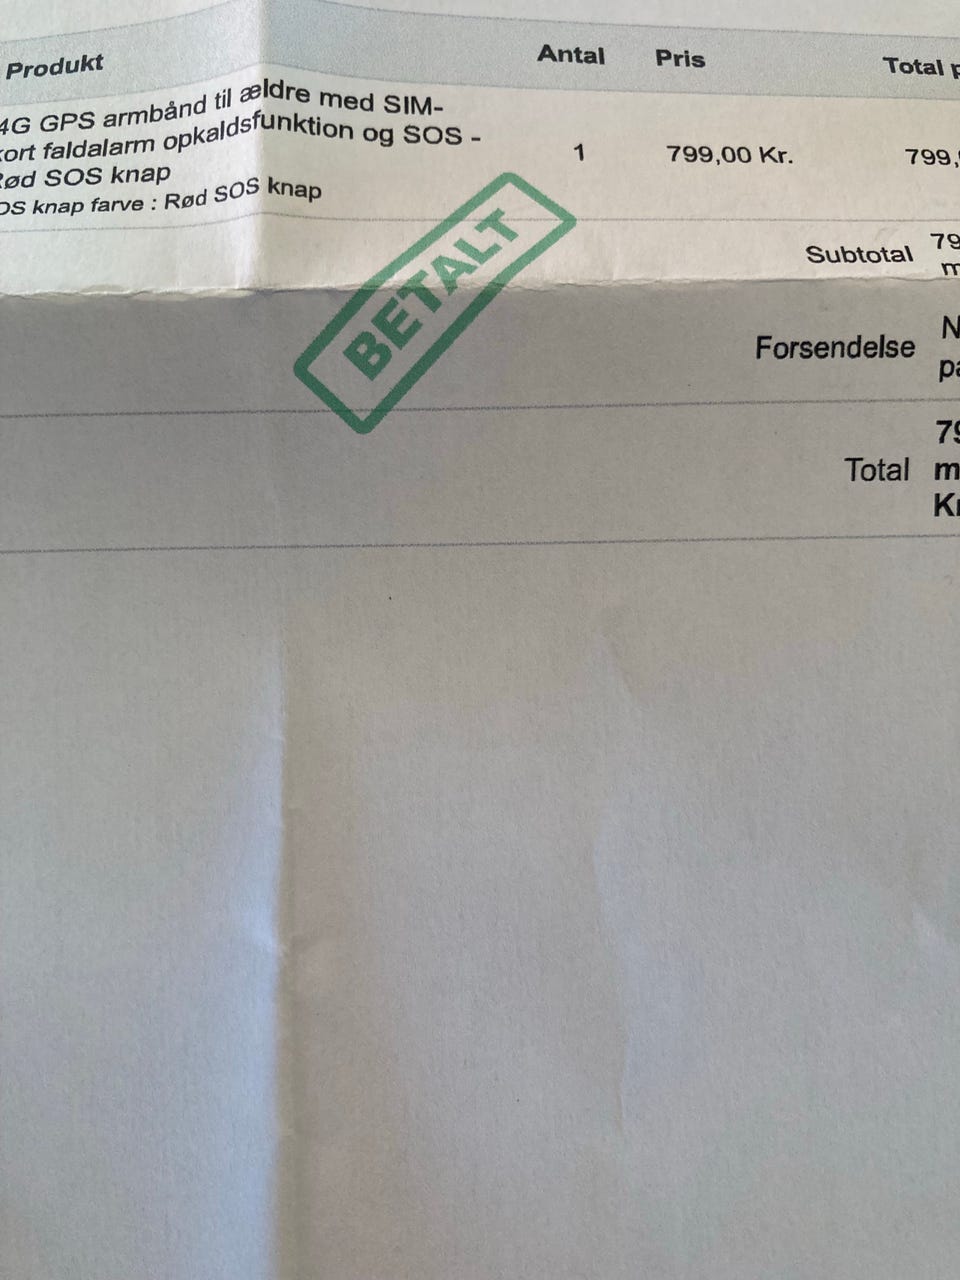 Produkt Antal Pris Total
4G GPS armbånd til ældre med SIM-
kort faldalarm opkaldsfunktion og SOS -
Rød SOS knap
1 799,00 Kr. 799,
SOS knap farve : Rød SOS knap
BETALT
Subtotal
Forsendelse
Total